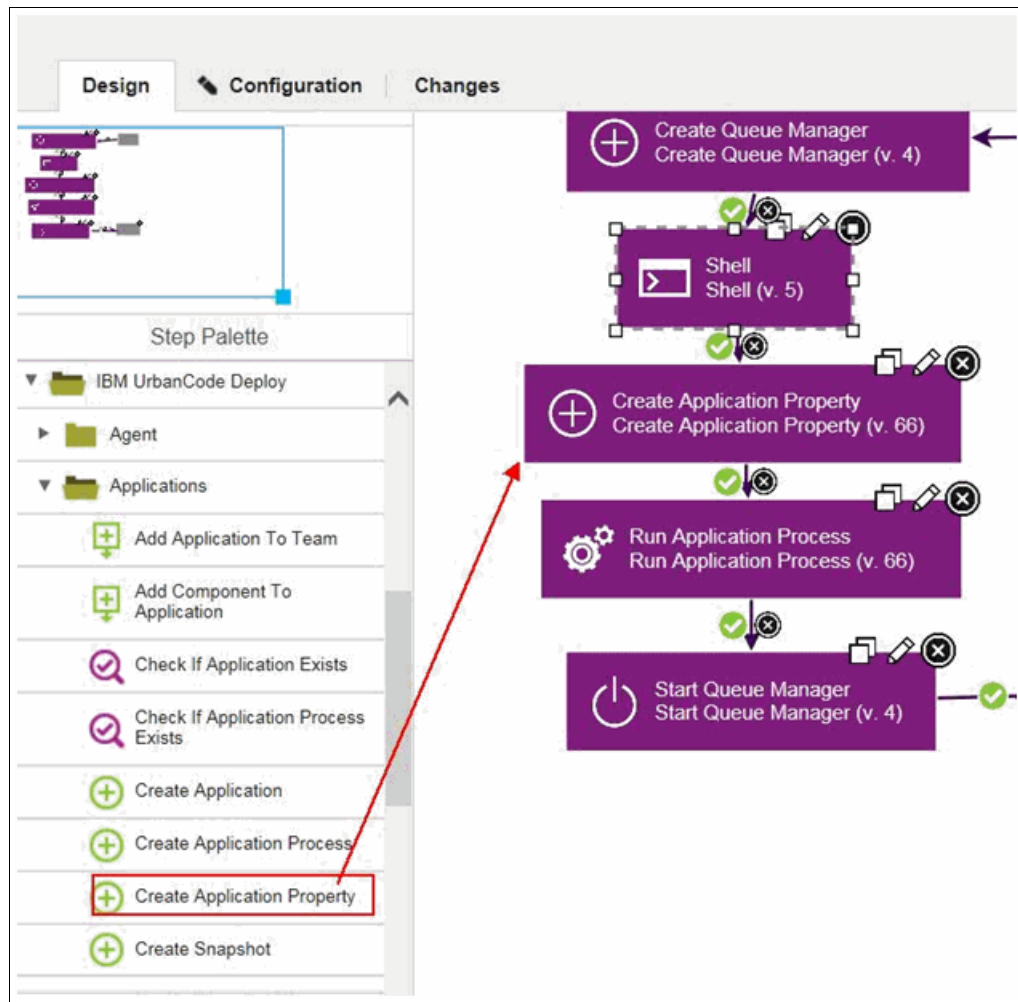 Design
Configuration
Changes
Create Queue Manager
Create Queue Manager (v. 4)
Shell
Shell (v. 5)
Create Application Property
Create Application Property (v. 66)
Run Application Process
Run Application Process (v. 66)
Start Queue Manager
Start Queue Manager (v. 4)
Step Palette
IBM UrbanCode Deploy
Agent
Applications
Add Application To Team
Add Component To
Application
Check If Application Exists
Check If Application Process
Exists
Create Application
Create Application Process
Create Application Property
Create Snapshot